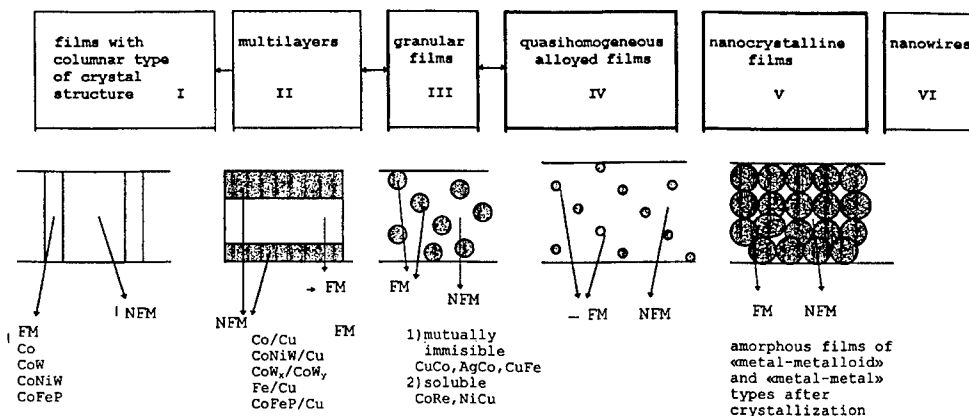 films with
columnar type
of crystal
structure I
multilayers
II
granular
films
III
quasihomogeneous
alloyed films
IV
nanocrystalline
films
V
nanowires
VI
FM
NFM
Co
CoW
CoNiW
CoFeP
NFM
FM
FM
Co/Cu
CoNiW/Cu
CoWx/CoWy
Fe/Cu
CoFeP/Cu
FM
NFM
1)mutually
immisible
CuCo,AgCo,CuFe
2)soluble
CoRe,NiCu
FM
NFM
FM
NFM
amorphous films of
«metal-metalloid»
and «metal-metal»
types after
crystallization